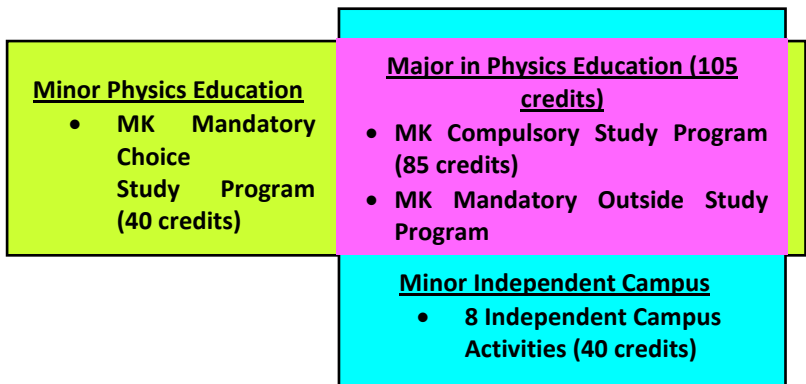 Minor Physics Education
• MK Mandatory
Choice
Study Program
(40 credits)
Major in Physics Education (105
credits)
• MK Compulsory Study Program
(85 credits)
• MK Mandatory Outside Study
Program
Minor Independent Campus
• 8 Independent Campus
Activities (40 credits)